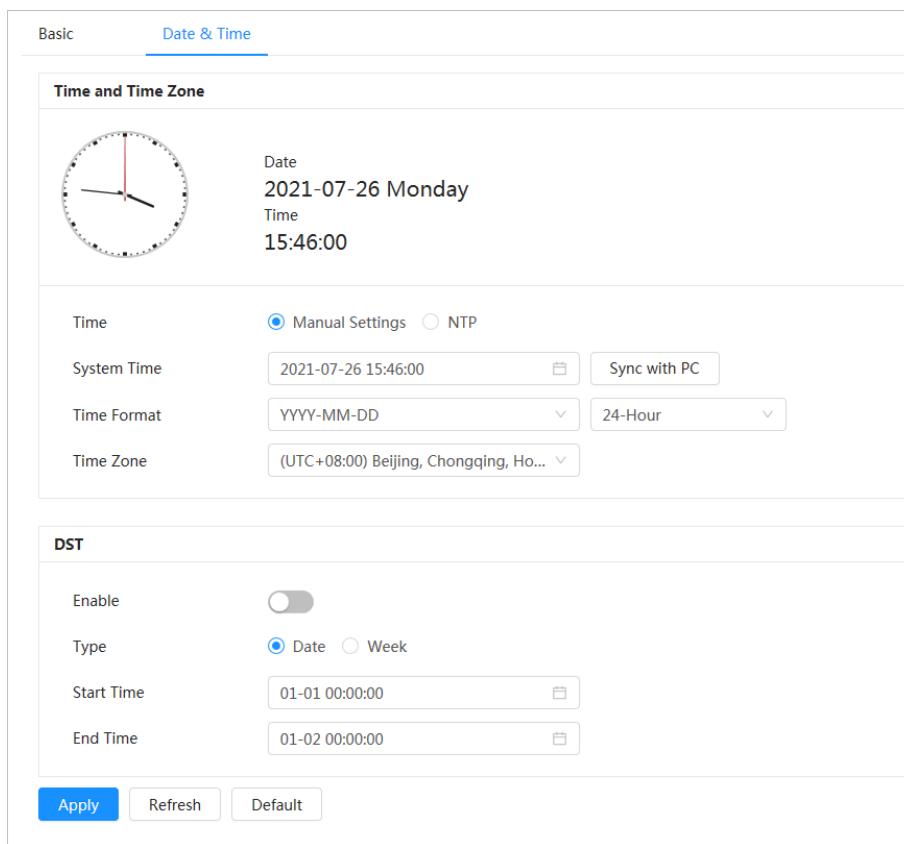 Basic Date & Time
Time and Time Zone
Date
2021-07-26 Monday
Time
15:46:00
Time Manual Settings NTP
System Time 2021-07-26 15:46:00 Sync with PC
Time Format YYYY-MM-DD 24-Hour
Time Zone (UTC+08:00) Beijing, Chongqing, Ho...
DST
Enable
Type Date Week
Start Time 01-01 00:00:00
End Time 01-02 00:00:00
Apply Refresh Default